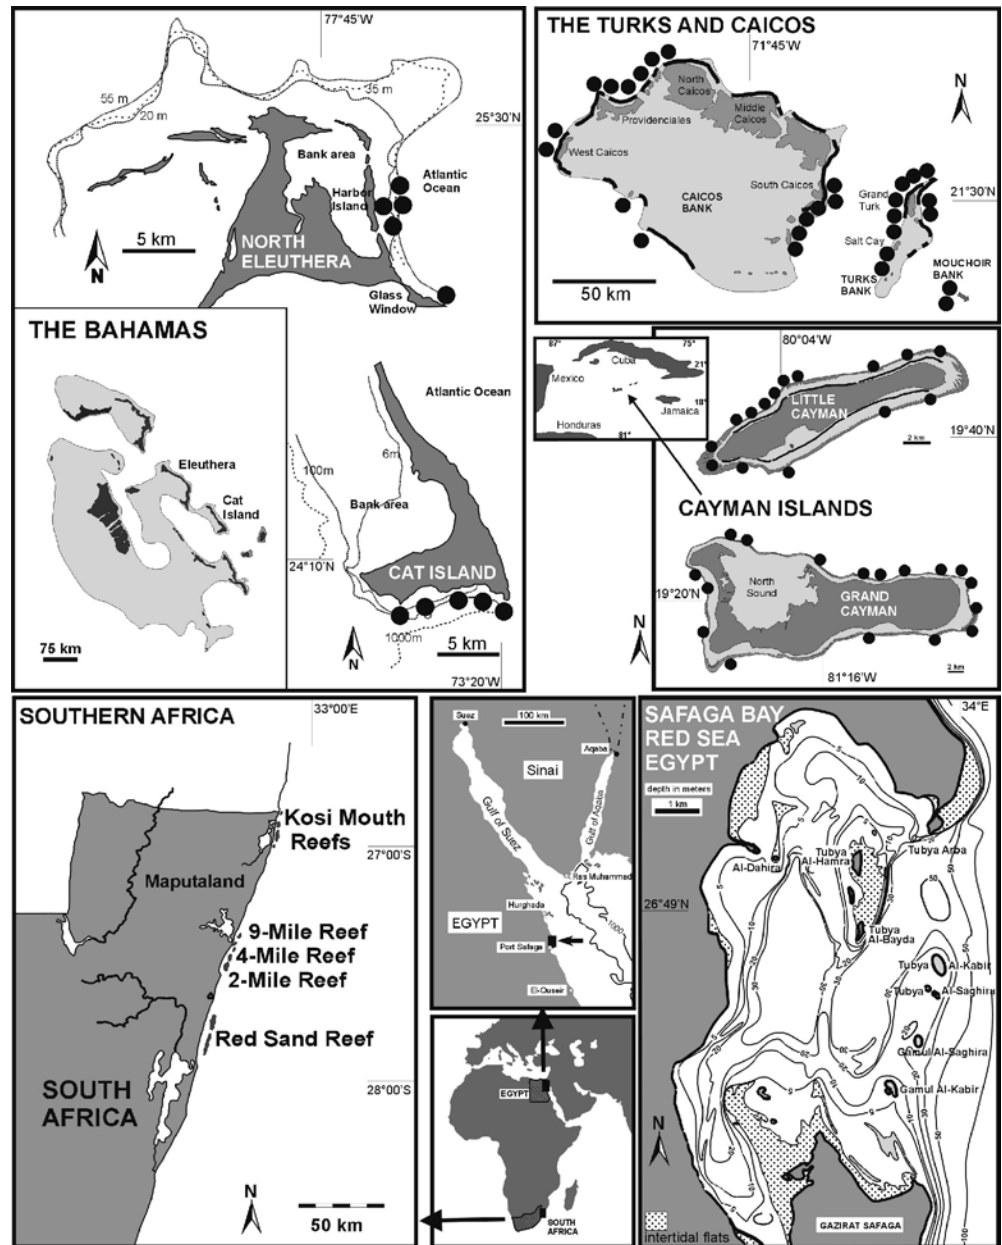 77°45'W
55 m
20 m
35 m
25°30'N
Bank area
Atlantic
Ocean
Harbor
Island
5 km
N
NORTH
ELEUTHERA
Glass
Window
THE BAHAMAS
Eleuthera
Cat
Island
75 km
Atlantic Ocean
100m
6m
Bank area
24°10'N
CAT ISLAND
1000m
N
5 km
73°20'W
THE TURKS AND CAICOS
71°45'W
N
North
Caicos
Middle
Caicos
Providenciales
West Caicos
South Caicos
CAICOS
BANK
Grand
Turk
21°30'N
Salt Cay
TURKS
BANK
MOUCHOIR
BANK
50 km
87°
75°
Cuba
21°
Mexico
18°
Jamaica
Honduras
81°
80°04'W
LITTLE
CAYMAN
19°40'N
2 km
CAYMAN ISLANDS
North
Sound
19°20'N
GRAND
CAYMAN
N
2 km
81°16'W
SOUTHERN AFRICA
33°00'E
Kosi Mouth
Reefs
27°00'S
Maputaland
9-Mile Reef
4-Mile Reef
2-Mile Reef
Red Sand Reef
SOUTH
AFRICA
28°00'S
N
50 km
Suez
100 km
Aqaba
Sinai
Gulf of Suez
Gulf of Aqaba
Ras Muhammad
Hurghada
EGYPT
1000
Port Safaga
El-Quseir
EGYPT
SOUTH
AFRICA
SAFAGA BAY
RED SEA
EGYPT
34°E
depth in meters
1 km
Tubya
Al-Hamra
Tubya Arba
Al-Dahira
26°49'N
Tubya
Al-Bayda
Tubya Al-Kabir
Tubya Al-Saghira
Gamul Al-Saghira
Gamul Al-Kabir
N
intertidal flats
GAZIRAT SAFAGA